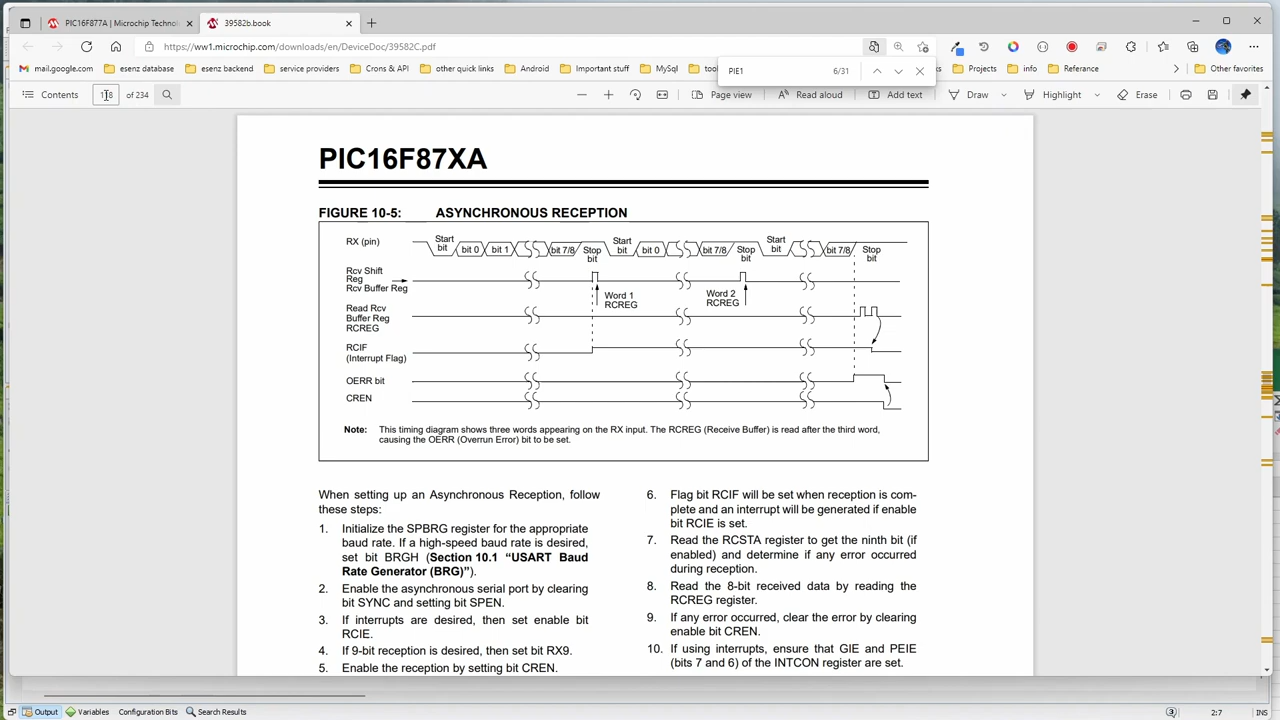 PIC16F877A | Microchip Technolo
39582b.book
https://ww1.microchip.com/downloads/en/DeviceDoc/39582C.pdf
mail.google.com
esenz database
esenz backend
service providers
Crons & API
other quick links
Android
Important stuff
MySql
Projects
info
Reference
Other favorites
PIE1
6/31
Contents
118 of 234
Page view
Read aloud
Add text
Draw
Highlight
Erase
PIC16F87XA
FIGURE 10-5: ASYNCHRONOUS RECEPTION
RX (pin)
Start bit
bit 0
bit 1
bit 7/8
Stop bit
Start bit
bit 0
bit 7/8
Stop bit
Start bit
bit 7/8
Stop bit
Rcv Shift
Reg
Rcv Buffer Reg
Word 1
RCREG
Word 2
RCREG
Read Rcv
Buffer Reg
RCREG
RCIF
(Interrupt Flag)
OERR bit
CREN
Note: This timing diagram shows three words appearing on the RX input. The RCREG (Receive Buffer) is read after the third word,
causing the OERR (Overrun Error) bit to be set.
When setting up an Asynchronous Reception, follow
these steps:
1. Initialize the SPBRG register for the appropriate
baud rate. If a high-speed baud rate is desired,
set bit BRGH (Section 10.1 “USART Baud
Rate Generator (BRG)”).
2. Enable the asynchronous serial port by clearing
bit SYNC and setting bit SPEN.
3. If interrupts are desired, then set enable bit
RCIE.
4. If 9-bit reception is desired, then set bit RX9.
5. Enable the reception by setting bit CREN.
6. Flag bit RCIF will be set when reception is com-
plete and an interrupt will be generated if enable
bit RCIE is set.
7. Read the RCSTA register to get the ninth bit (if
enabled) and determine if any error occurred
during reception.
8. Read the 8-bit received data by reading the
RCREG register.
9. If any error occurred, clear the error by clearing
enable bit CREN.
10. If using interrupts, ensure that GIE and PEIE
(bits 7 and 6) of the INTCON register are set.
Output
Variables
Configuration Bits
Search Results
3
2:7
INS